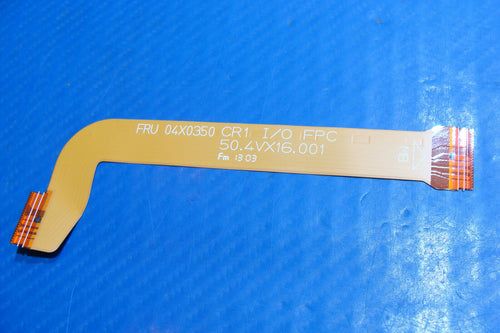 FRU 04X0350 CR1 I/O FPC
50.4VX16.001
Fm 13 03